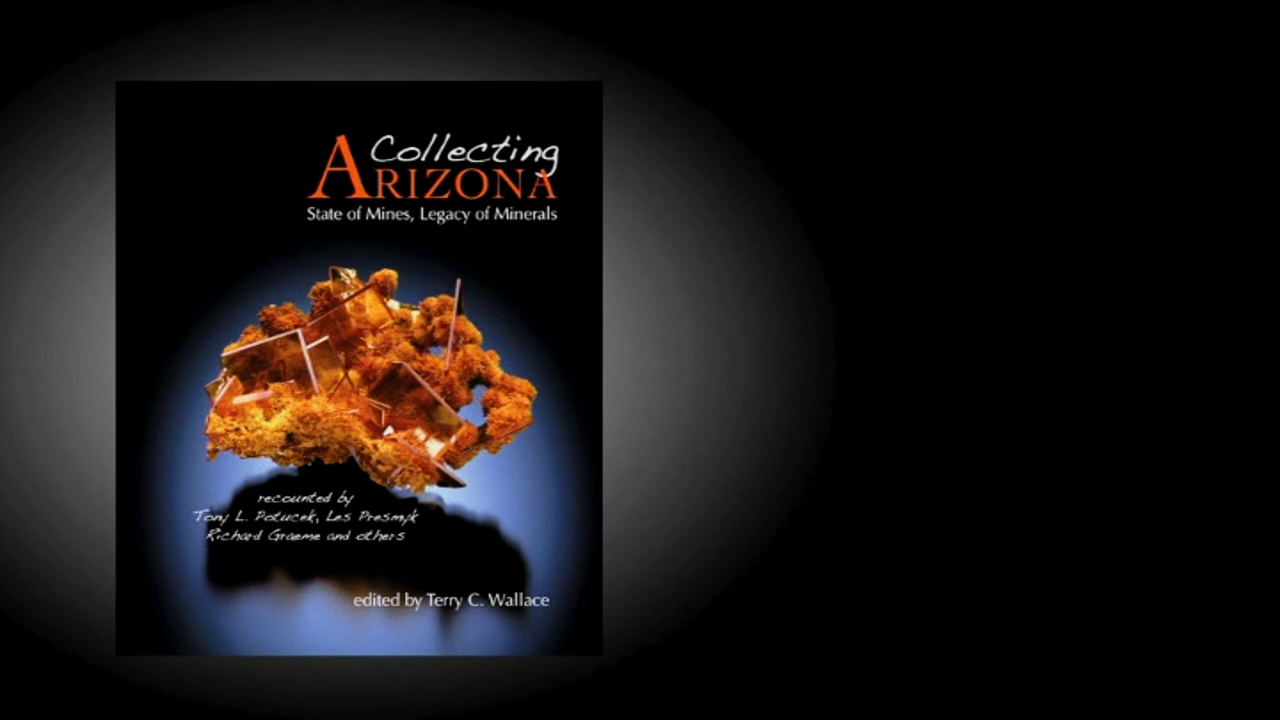 Collecting
ARIZONA
State of Mines, Legacy of Minerals
recounted by
Tony L. Potucek, Les Presmyk
Richard Graeme and others
edited by Terry C. Wallace